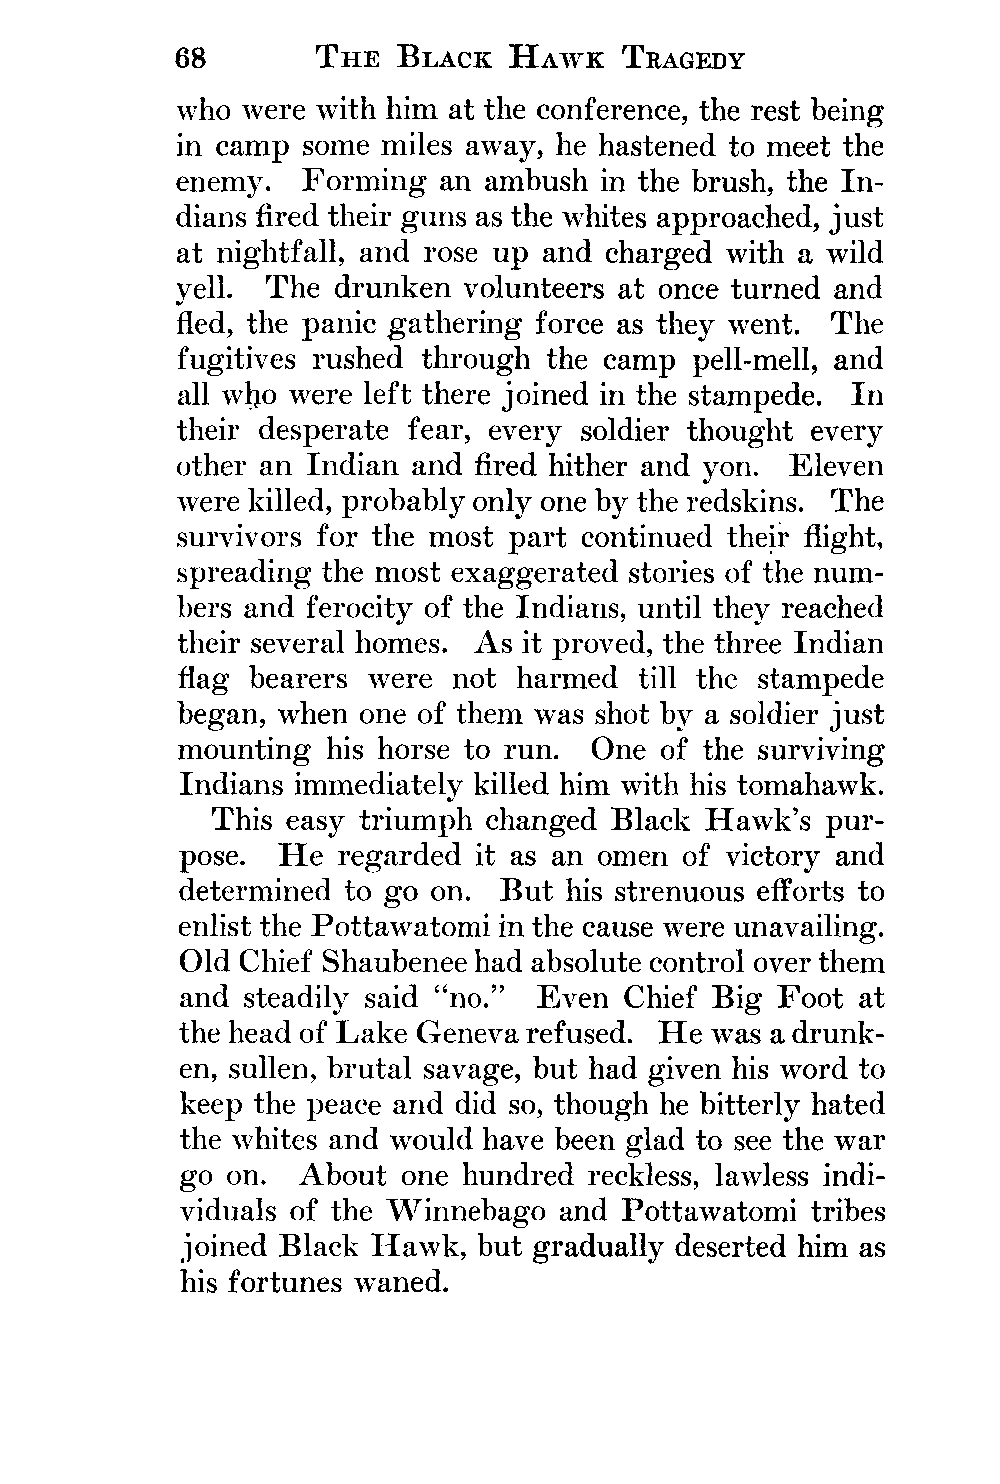 68 THE BLACK HAWK TRAGEDY
who were with him at the conference, the rest being
in camp some miles away, he hastened to meet the
enemy. Forming an ambush in the brush, the In-
dians fired their guns as the whites approached, just
at nightfall, and rose up and charged with a wild
yell. The drunken volunteers at once turned and
fled, the panic gathering force as they went. The
fugitives rushed through the camp pell-mell, and
all who were left there joined in the stampede. In
their desperate fear, every soldier thought every
other an Indian and fired hither and yon. Eleven
were killed, probably only one by the redskins. The
survivors for the most part continued their flight,
spreading the most exaggerated stories of the num-
bers and ferocity of the Indians, until they reached
their several homes. As it proved, the three Indian
flag bearers were not harmed till the stampede
began, when one of them was shot by a soldier just
mounting his horse to run. One of the surviving
Indians immediately killed him with his tomahawk.
This easy triumph changed Black Hawk's pur-
pose. He regarded it as an omen of victory and
determined to go on. But his strenuous efforts to
enlist the Pottawatomi in the cause were unavailing.
Old Chief Shaubenee had absolute control over them
and steadily said "no." Even Chief Big Foot at
the head of Lake Geneva refused. He was a drunk-
en, sullen, brutal savage, but had given his word to
keep the peace and did so, though he bitterly hated
the whites and would have been glad to see the war
go on. About one hundred reckless, lawless indi-
viduals of the Winnebago and Pottawatomi tribes
joined Black Hawk, but gradually deserted him as
his fortunes waned.